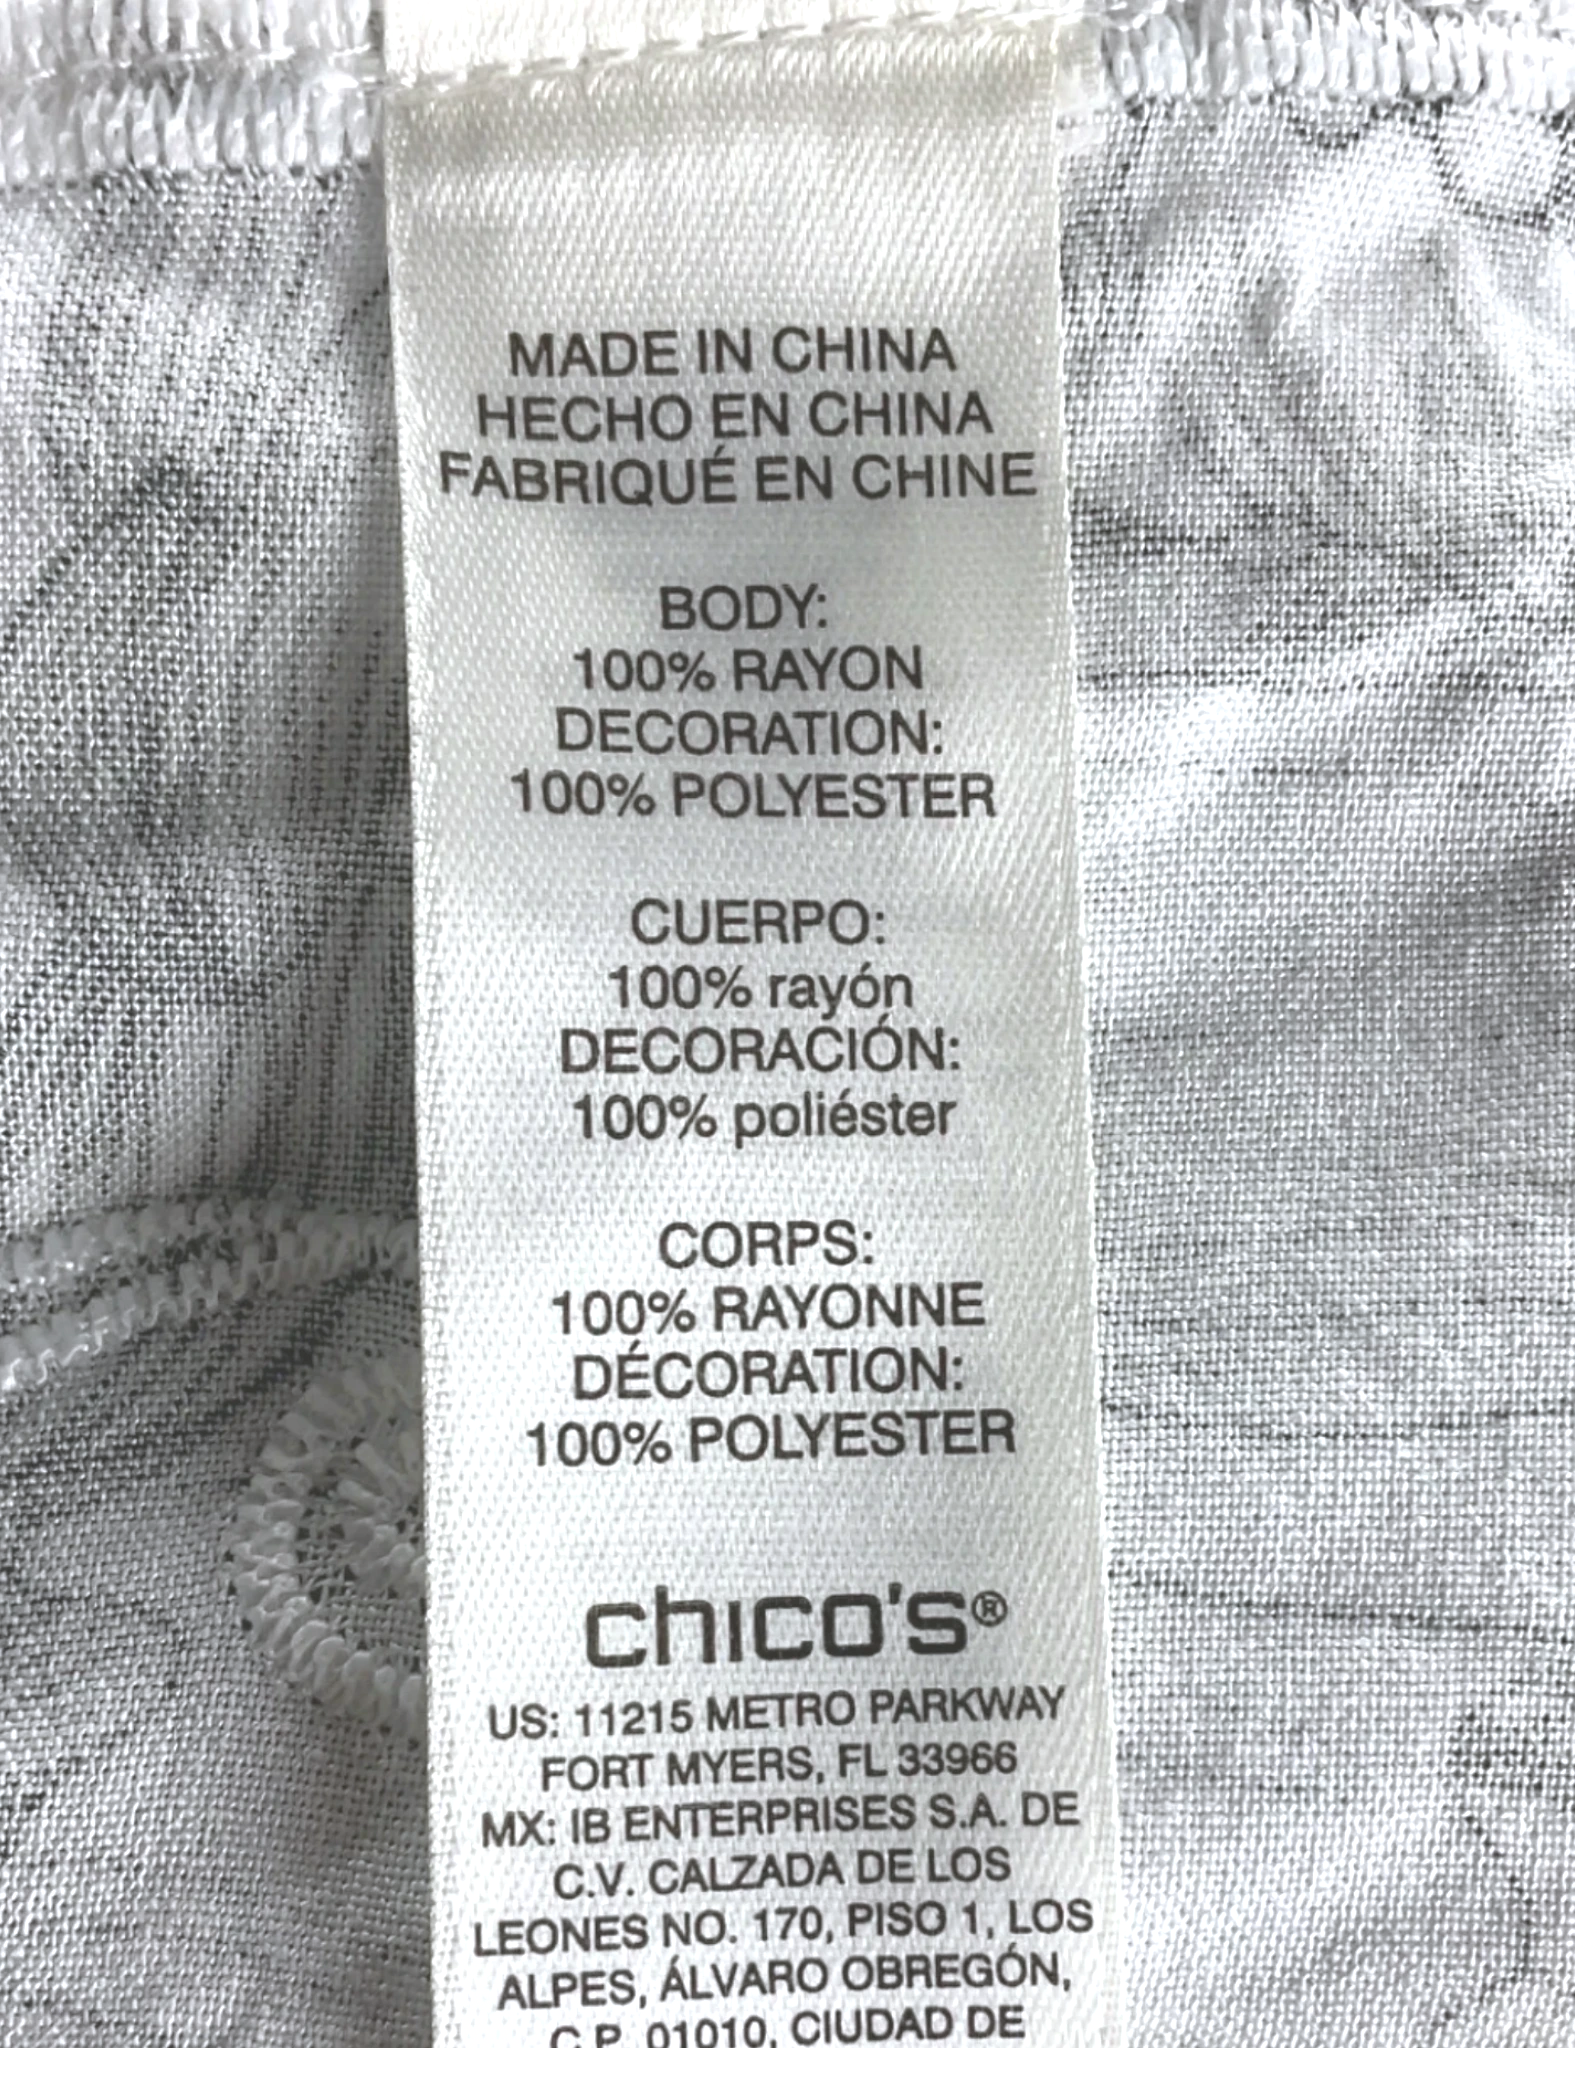 MADE IN CHINA
HECHO EN CHINA
FABRIQUÉ EN CHINE
BODY:
100% RAYON
DECORATION:
100% POLYESTER
CUERPO:
100% rayón
DECORACIÓN:
100% poliéster
CORPS:
100% RAYONNE
DÉCORATION:
100% POLYESTER
chico's®
US: 11215 METRO PARKWAY
FORT MYERS, FL 33966
MX: IB ENTERPRISES S.A. DE
C.V. CALZADA DE LOS
LEONES NO. 170, PISO 1, LOS
ALPES, ÁLVARO OBREGÓN,
C.P. 01010, CIUDAD DE